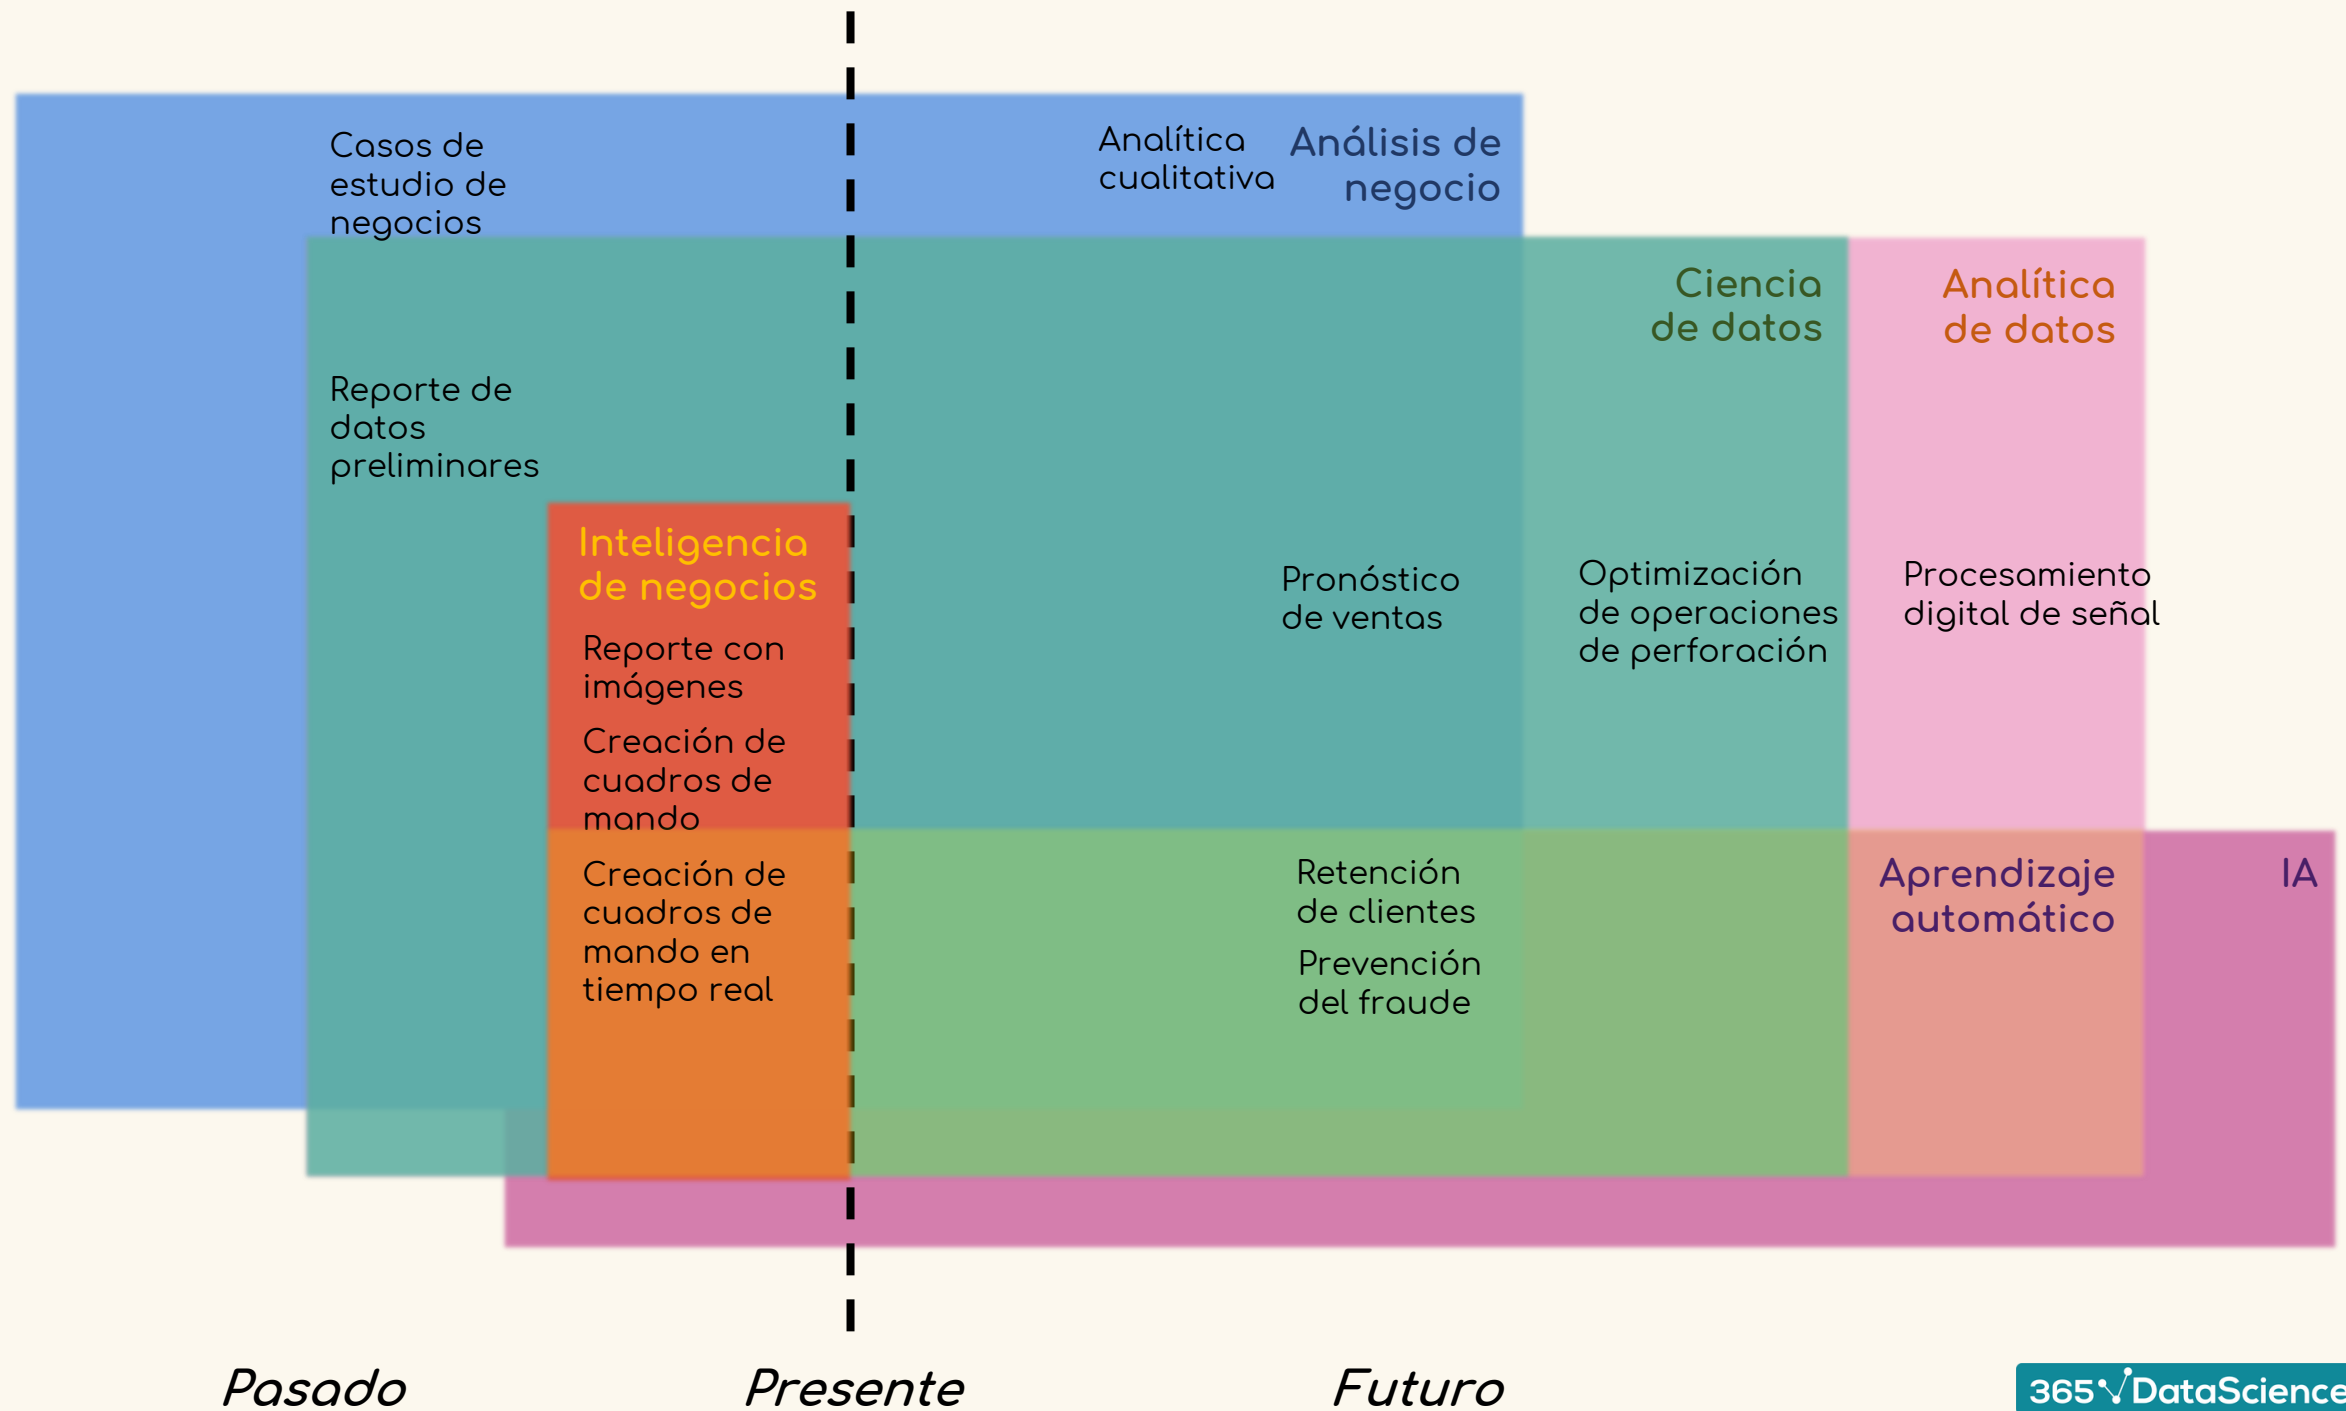 Casos de
estudio de
negocios
Analítica
cualitativa
Análisis de
negocio
Ciencia
de datos
Analítica
de datos
Reporte de
datos
preliminares
Inteligencia
de negocios
Reporte con
imágenes
Creación de
cuadros de
mando
Creación de
cuadros de
mando en
tiempo real
Pronóstico
de ventas
Optimización
de operaciones
de perforación
Procesamiento
digital de señal
Retención
de clientes
Prevención
del fraude
Aprendizaje
automático
IA
Pasado
Presente
Futuro
365 DataScience